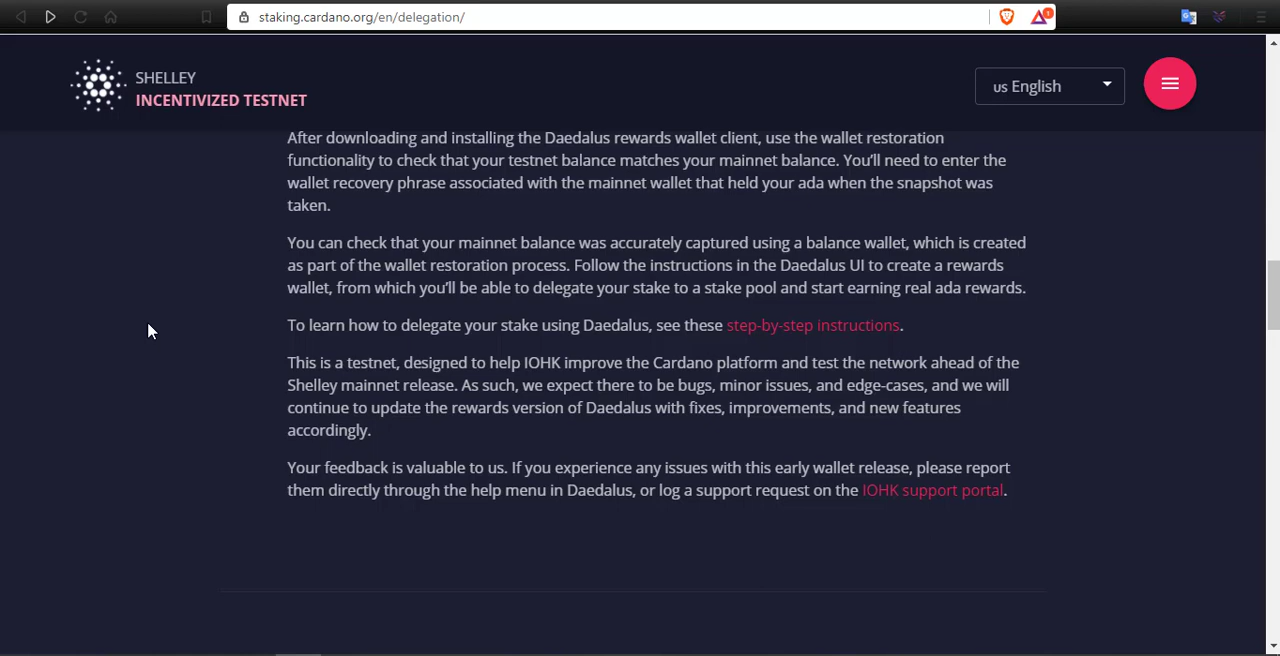 staking.cardano.org/en/delegation/
1
SHELLEY
INCENTIVIZED TESTNET
us English
After downloading and installing the Daedalus rewards wallet client, use the wallet restoration
functionality to check that your testnet balance matches your mainnet balance. You’ll need to enter the
wallet recovery phrase associated with the mainnet wallet that held your ada when the snapshot was
taken.
You can check that your mainnet balance was accurately captured using a balance wallet, which is created
as part of the wallet restoration process. Follow the instructions in the Daedalus UI to create a rewards
wallet, from which you’ll be able to delegate your stake to a stake pool and start earning real ada rewards.
To learn how to delegate your stake using Daedalus, see these step-by-step instructions.
This is a testnet, designed to help IOHK improve the Cardano platform and test the network ahead of the
Shelley mainnet release. As such, we expect there to be bugs, minor issues, and edge-cases, and we will
continue to update the rewards version of Daedalus with fixes, improvements, and new features
accordingly.
Your feedback is valuable to us. If you experience any issues with this early wallet release, please report
them directly through the help menu in Daedalus, or log a support request on the IOHK support portal.